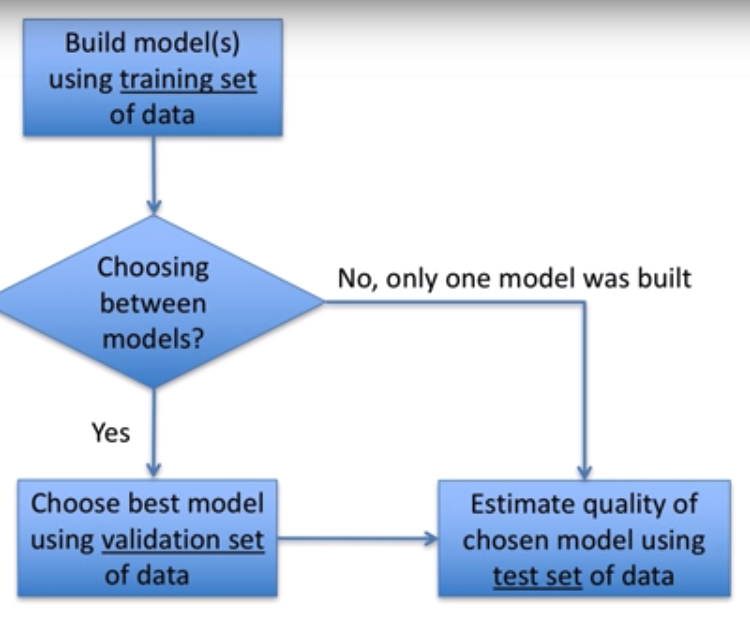 Build model(s)
using training set
of data
Choosing
between
models?
No, only one model was built
Yes
Choose best model
using validation set
of data
Estimate quality of
chosen model using
test set of data